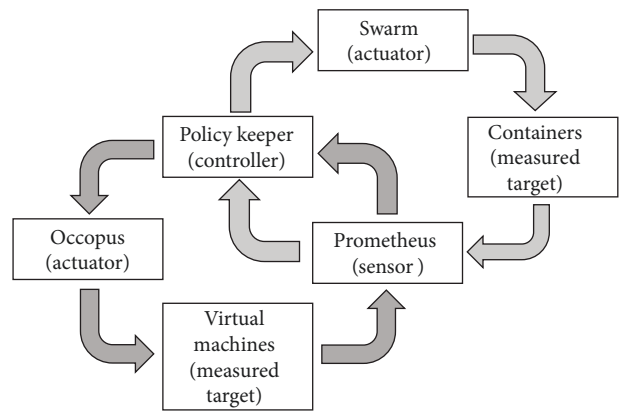 Swarm
(actuator)
Policy keeper
(controller)
Containers
(measured
target)
Occopus
(actuator)
Prometheus
(sensor )
Virtual
machines
(measured
target)